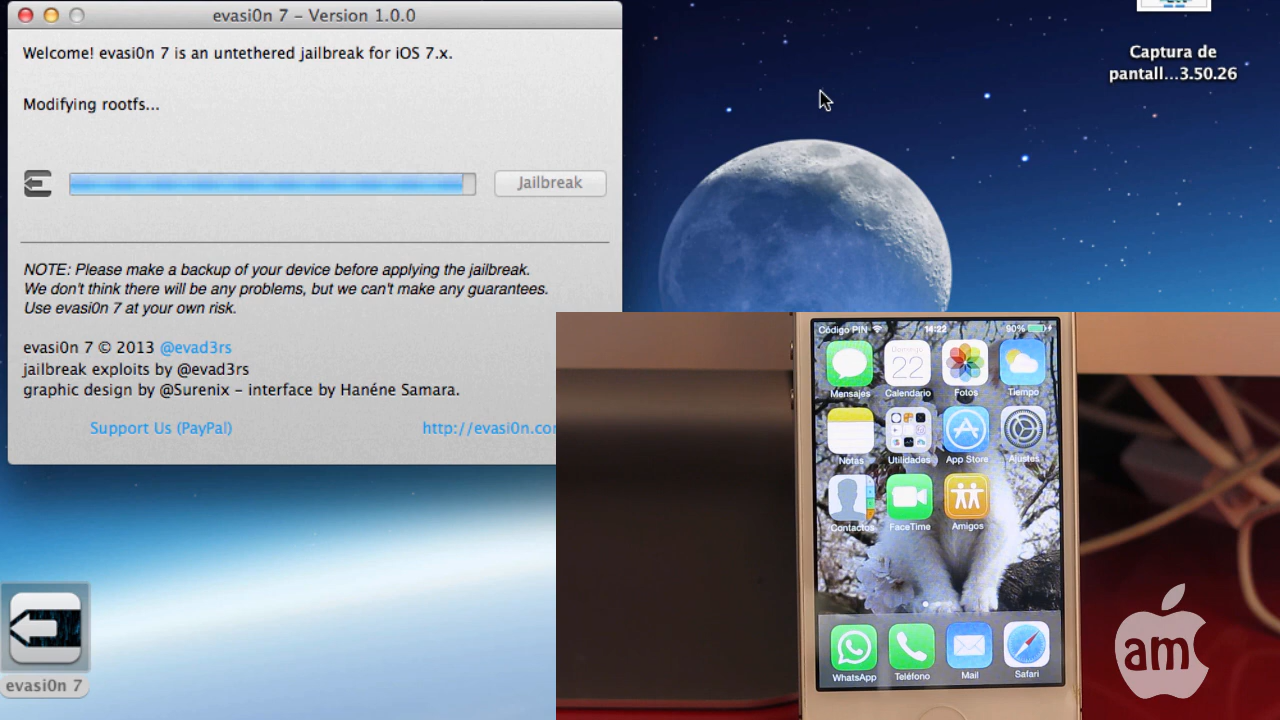 evasi0n 7 – Version 1.0.0
Welcome! evasi0n 7 is an untethered jailbreak for iOS 7.x.
Modifying rootfs...
Jailbreak
NOTE: Please make a backup of your device before applying the jailbreak.
We don't think there will be any problems, but we can't make any guarantees.
Use evasi0n 7 at your own risk.
evasi0n 7 © 2013 @evad3rs
jailbreak exploits by @evad3rs
graphic design by @Surenix – interface by Hanéne Samara.
Support Us (PayPal)
http://evasi0n.co
evasi0n 7
Captura de
pantall...3.50.26
Código PIN 14:22 90%
Domingo
22
Mensajes Calendario Fotos Tiempo
Notas Utilidades App Store Ajustes
Contactos FaceTime Amigos
WhatsApp Teléfono Mail Safari
am